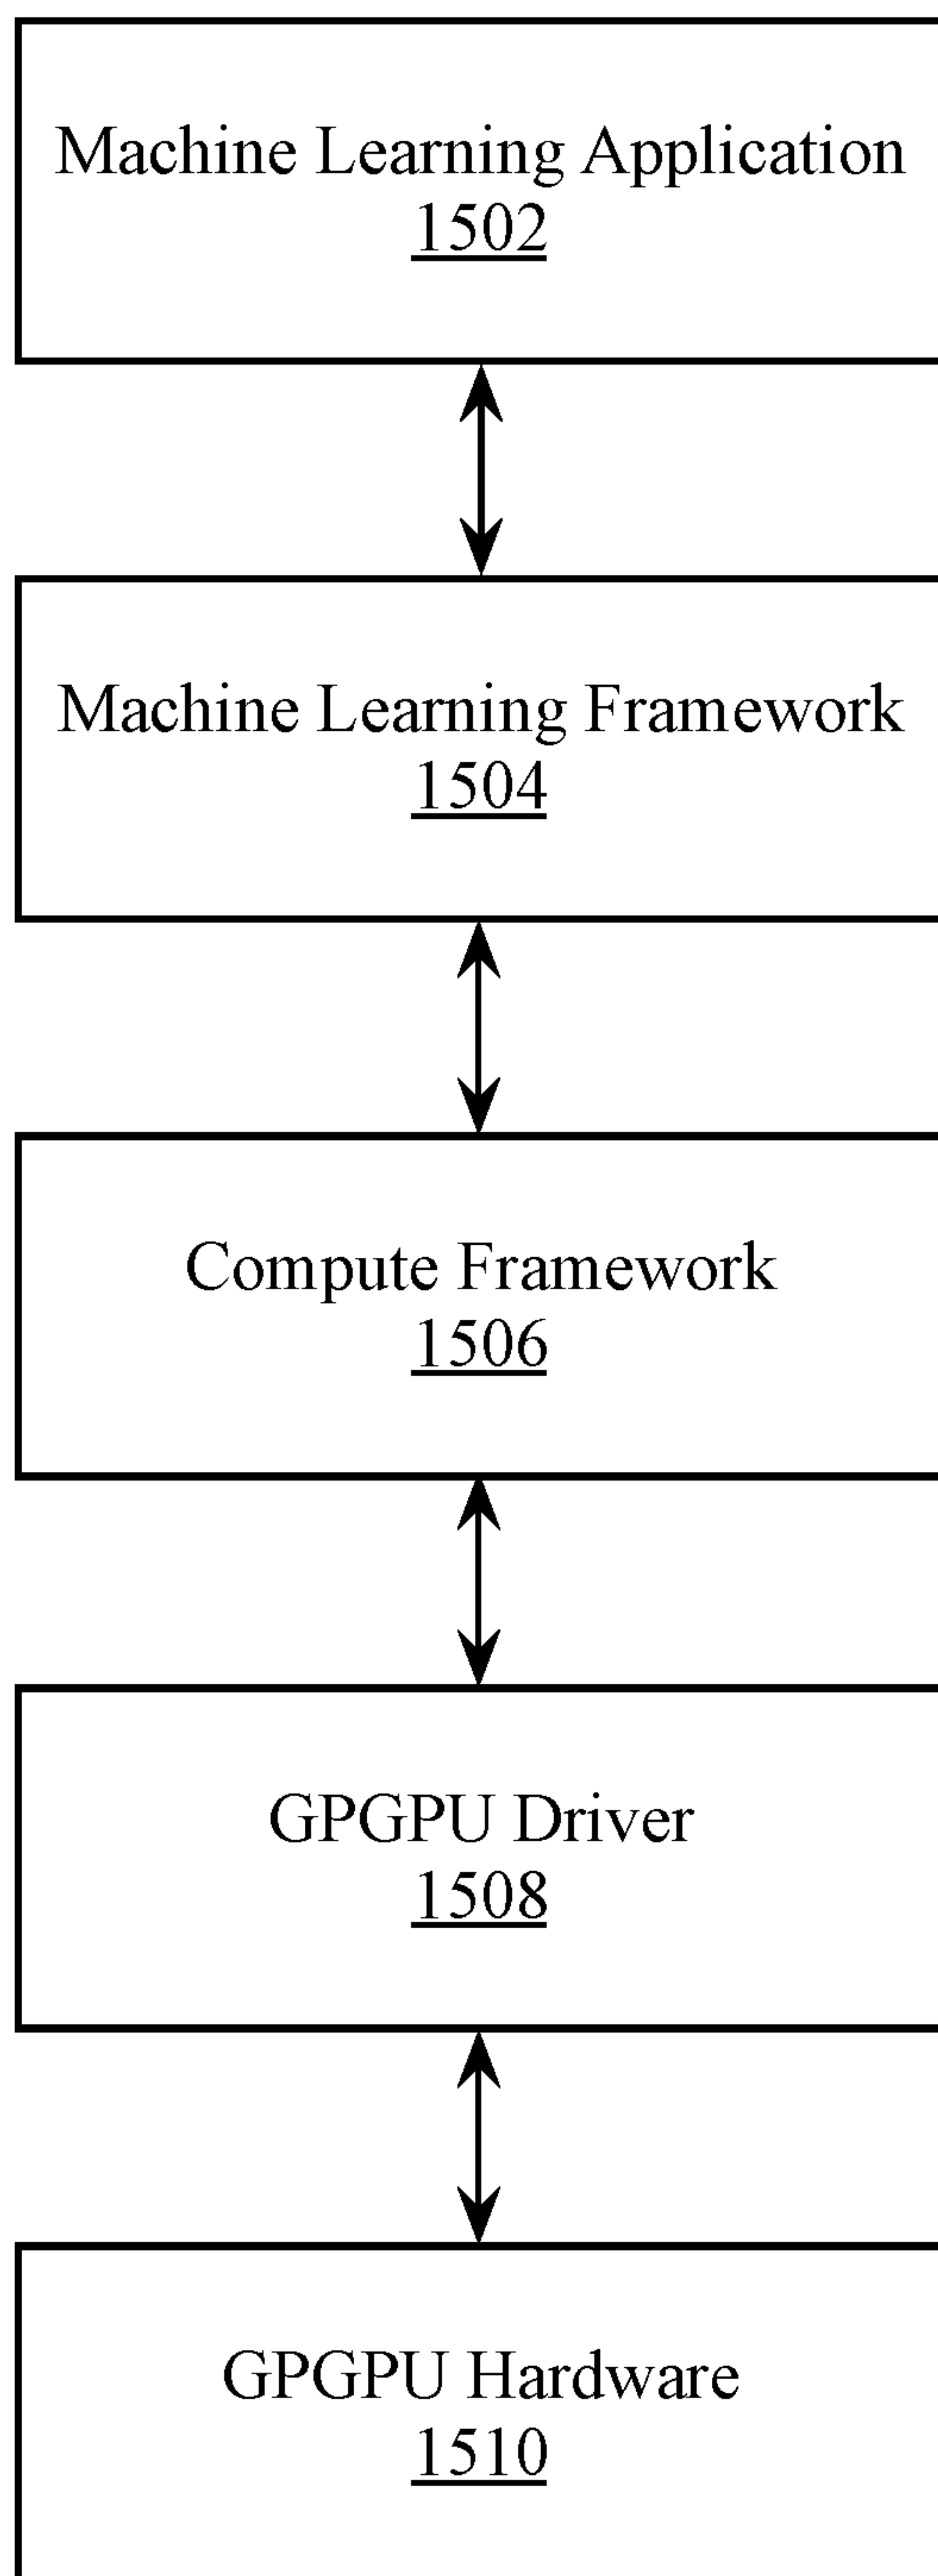 Machine Learning Application
1502
Machine Learning Framework
1504
Compute Framework
1506
GPGPU Driver
1508
GPGPU Hardware
1510